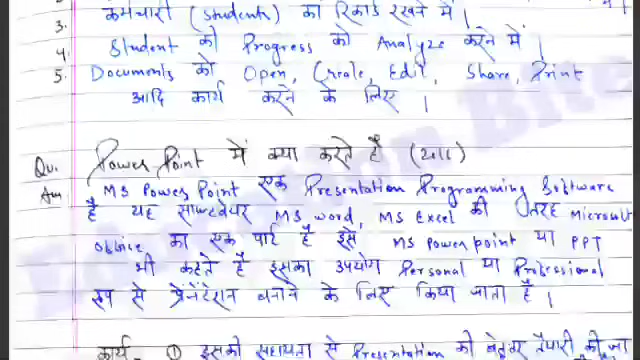 3. कर्मचारी (students) का रिकार्ड रखने में।
4. Student की Progress को Analyze करने में।
5. Documents को Open, Create, Edit, Share, Print
आदि कार्य करने के लिए।
Qu. Power Point में क्या करते हैं (2022)
Ans MS Power Point एक Presentation Programming Software
है यह साफ्टवेयर MS word, MS Excel की तरह Microsoft
obbice का एक पार्ट है इसे MS Power point या PPT
भी कहते हैं इसका उपयोग Personal या Professional
रूप से प्रेजेंटेशन बनाने के लिए किया जाता है।
कार्य - ① इसकी सहायता से Presentation को बेहतर तैयारी की जा